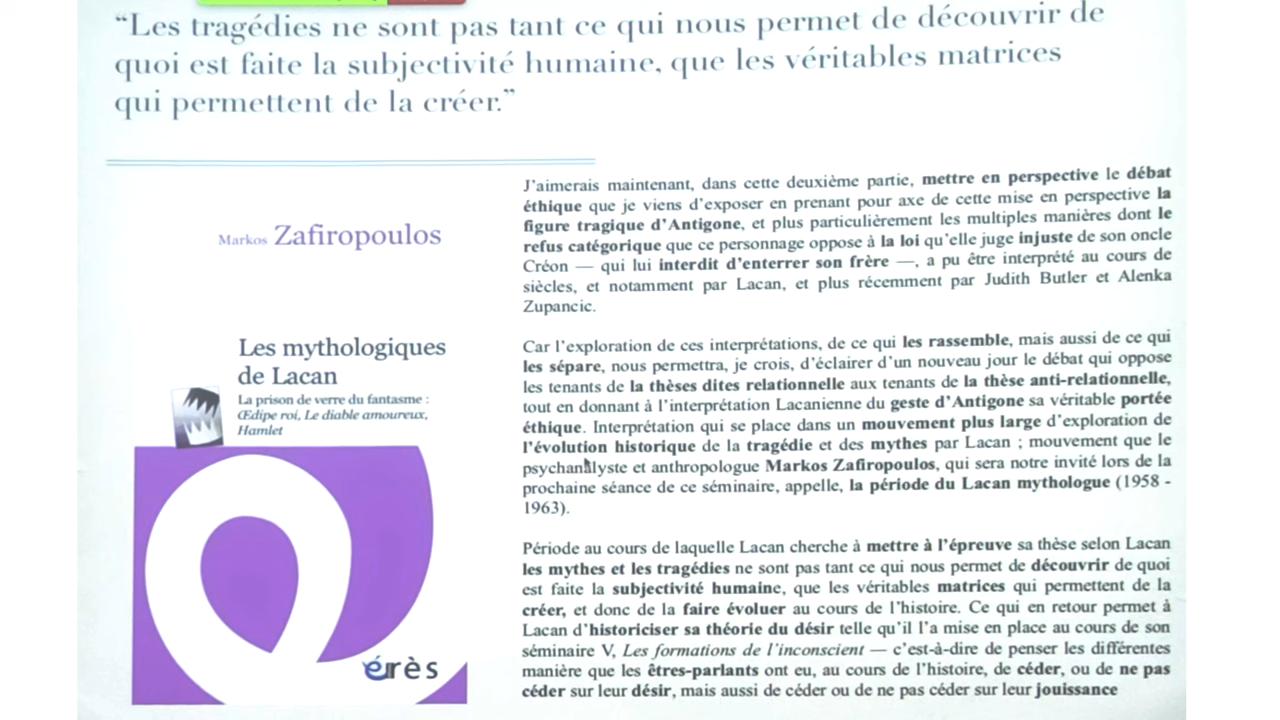 “Les tragédies ne sont pas tant ce qui nous permet de découvrir de
quoi est faite la subjectivité humaine, que les véritables matrices
qui permettent de la créer.”
Markos Zafiropoulos
Les mythologiques
de Lacan
La prison de verre du fantasme :
Œdipe roi, Le diable amoureux,
Hamlet
érès
J’aimerais maintenant, dans cette deuxième partie, mettre en perspective le débat
éthique que je viens d’exposer en prenant pour axe de cette mise en perspective la
figure tragique d’Antigone, et plus particulièrement les multiples manières dont le
refus catégorique que ce personnage oppose à la loi qu’elle juge injuste de son oncle
Créon — qui lui interdit d’enterrer son frère —, a pu être interprété au cours de
siècles, et notamment par Lacan, et plus récemment par Judith Butler et Alenka
Zupancic.
Car l’exploration de ces interprétations, de ce qui les rassemble, mais aussi de ce qui
les sépare, nous permettra, je crois, d’éclairer d’un nouveau jour le débat qui oppose
les tenants de la thèses dites relationnelle aux tenants de la thèse anti-relationnelle,
tout en donnant à l’interprétation Lacanienne du geste d’Antigone sa véritable portée
éthique. Interprétation qui se place dans un mouvement plus large d’exploration de
l’évolution historique de la tragédie et des mythes par Lacan ; mouvement que le
psychanalyste et anthropologue Markos Zafiropoulos, qui sera notre invité lors de la
prochaine séance de ce séminaire, appelle, la période du Lacan mythologue (1958 -
1963).
Période au cours de laquelle Lacan cherche à mettre à l’épreuve sa thèse selon Lacan
les mythes et les tragédies ne sont pas tant ce qui nous permet de découvrir de quoi
est faite la subjectivité humaine, que les véritables matrices qui permettent de la
créer, et donc de la faire évoluer au cours de l’histoire. Ce qui en retour permet à
Lacan d’historiciser sa théorie du désir telle qu’il l’a mise en place au cours de son
séminaire V, Les formations de l’inconscient — c’est-à-dire de penser les différentes
manière que les êtres-parlants ont eu, au cours de l’histoire, de céder, ou de ne pas
céder sur leur désir, mais aussi de céder ou de ne pas céder sur leur jouissance